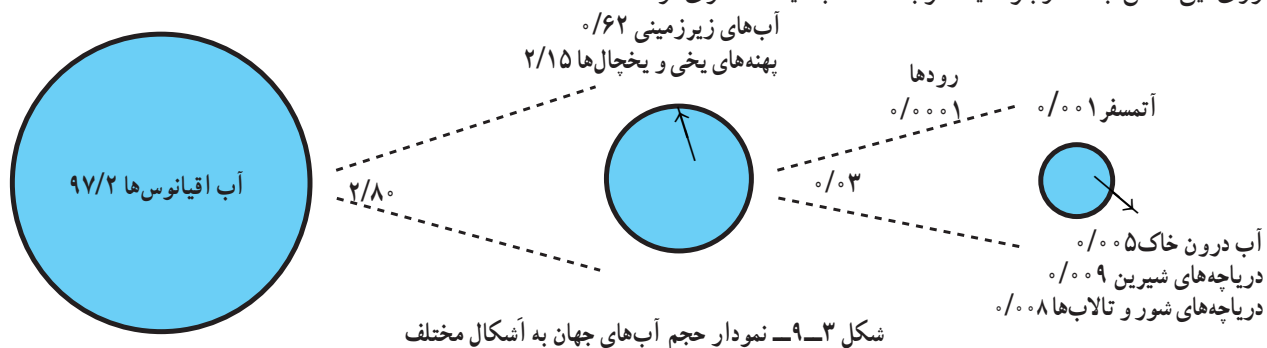 آب‌های زیرزمینی ۰/۶۲
پهنه‌های یخی و یخچال‌ها ۲/۱۵
رودها
۰/۰۰۰۱
آتمسفر ۰/۰۰۱
آب اقیانوس‌ها ۹۷/۲
۲/۸۰
۰/۰۳
آب درون خاک ۰/۰۰۵
دریاچه‌های شیرین ۰/۰۰۹
دریاچه‌های شور و تالاب‌ها ۰/۰۰۸
شکل ۳ــ۹ــ نمودار حجم آب‌های جهان به اَشکال مختلف